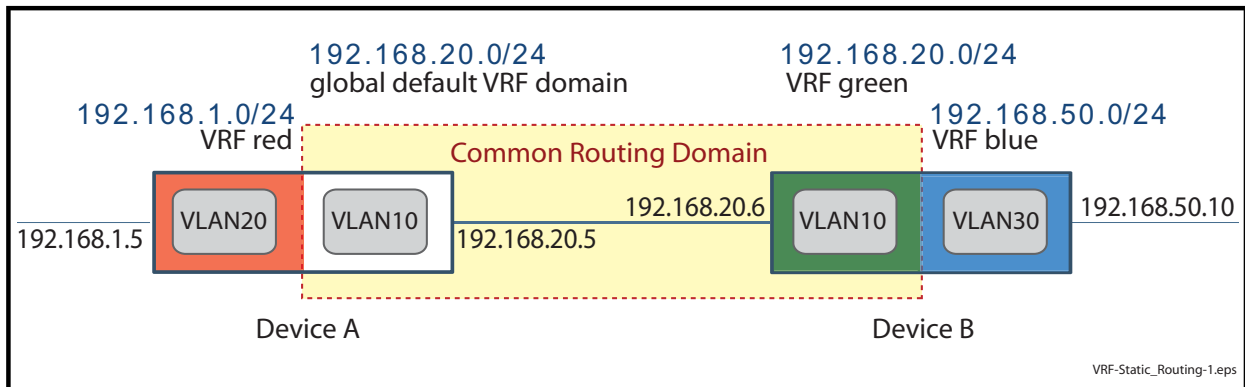 192.168.20.0/24
global default VRF domain
192.168.20.0/24
VRF green
192.168.1.0/24
VRF red
192.168.50.0/24
VRF blue
Common Routing Domain
VLAN20
VLAN10
192.168.20.6
VLAN10
VLAN30
192.168.50.10
192.168.1.5
192.168.20.5
Device A
Device B
VRF-Static_Routing-1.eps